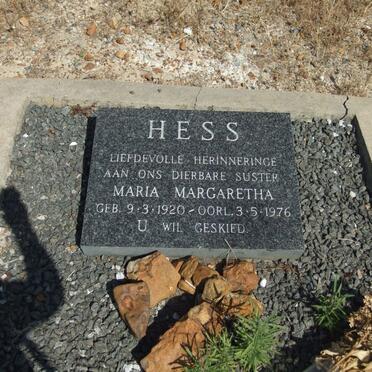 HESS
LIEFDEVOLLE HERINNERINGE
AAN ONS DIERBARE SUSTER
MARIA MARGARETHA
GEB. 9·3·1920 – OORL. 3·5·1976
U WIL GESKIED